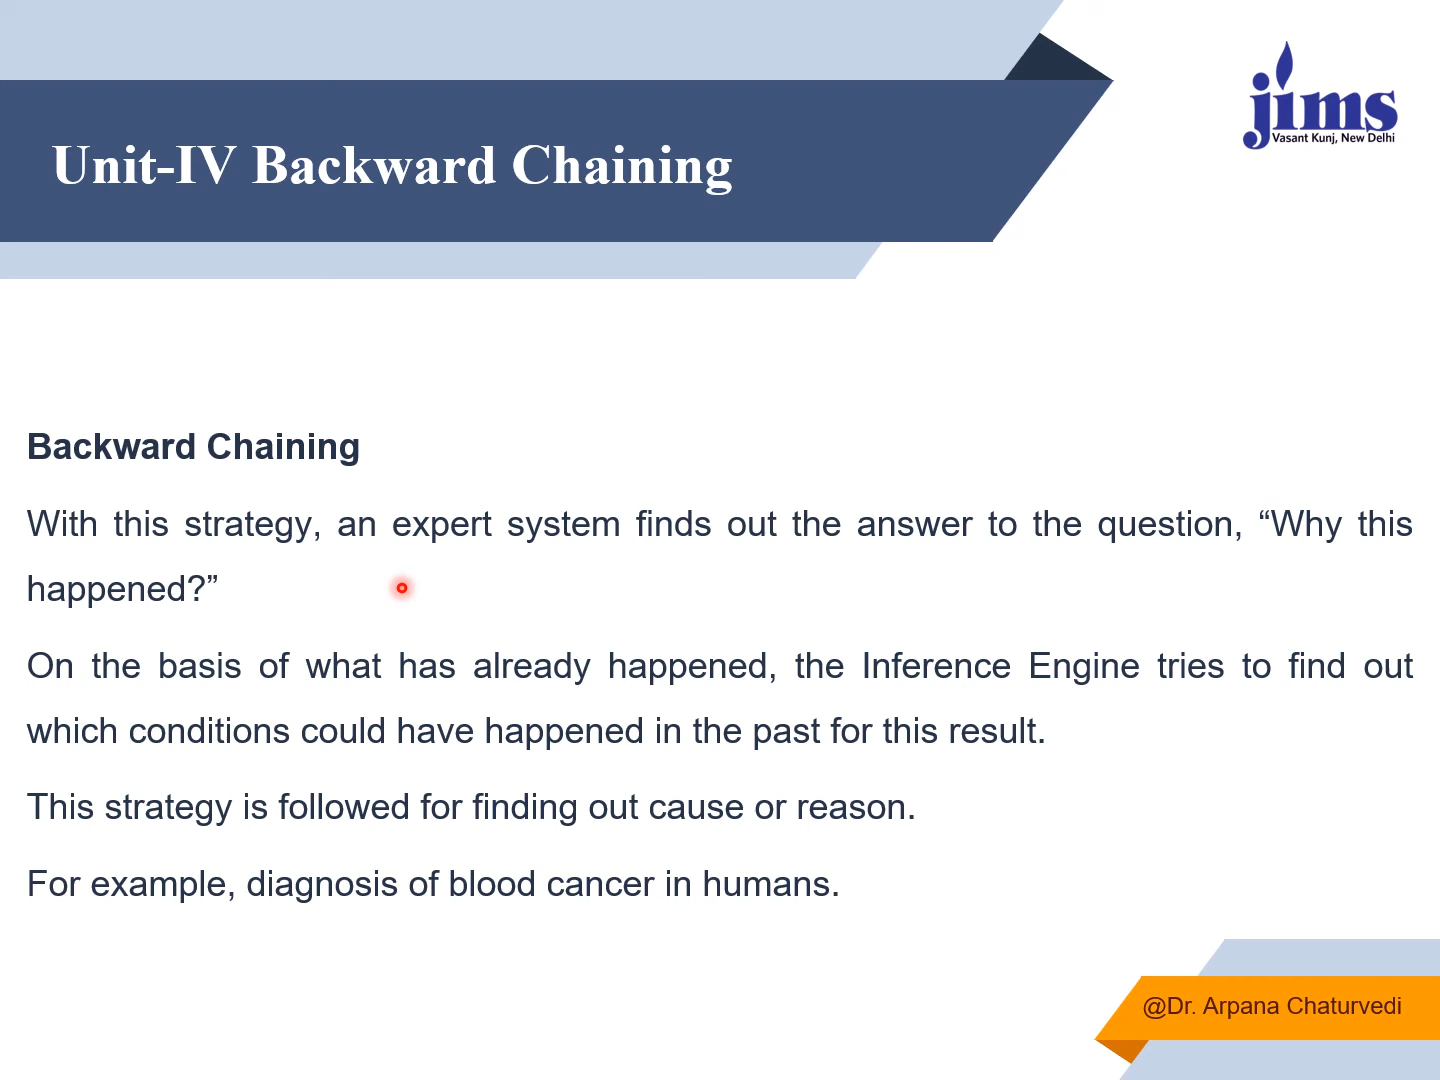 jims
Vasant Kunj, New Delhi
Unit-IV Backward Chaining
Backward Chaining
With this strategy, an expert system finds out the answer to the question, “Why this
happened?”
On the basis of what has already happened, the Inference Engine tries to find out
which conditions could have happened in the past for this result.
This strategy is followed for finding out cause or reason.
For example, diagnosis of blood cancer in humans.
@Dr. Arpana Chaturvedi